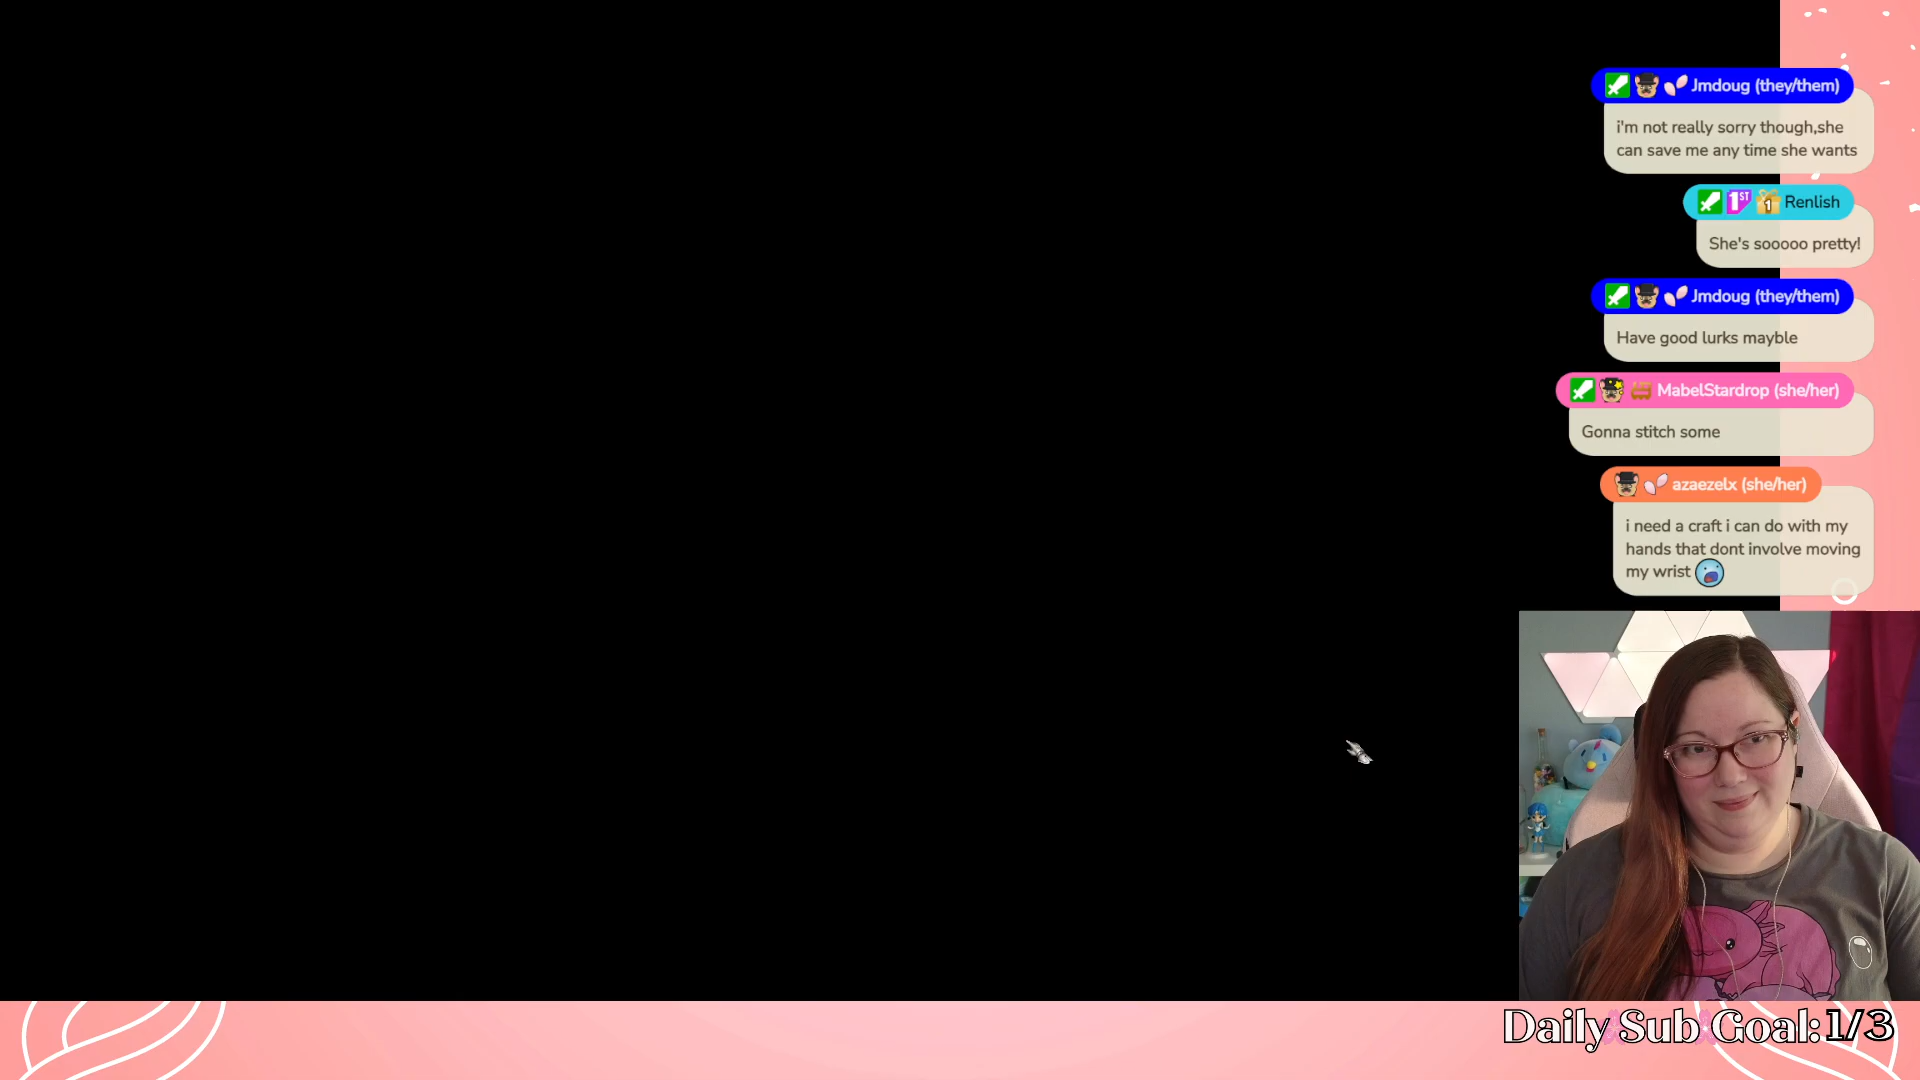 Jmdoug (they/them)
i'm not really sorry though,she
can save me any time she wants
1ST 1 Renlish
She's sooooo pretty!
Jmdoug (they/them)
Have good lurks mayble
MabelStardrop (she/her)
Gonna stitch some
azaezelx (she/her)
i need a craft i can do with my
hands that dont involve moving
my wrist
Daily Sub Goal: 1/3